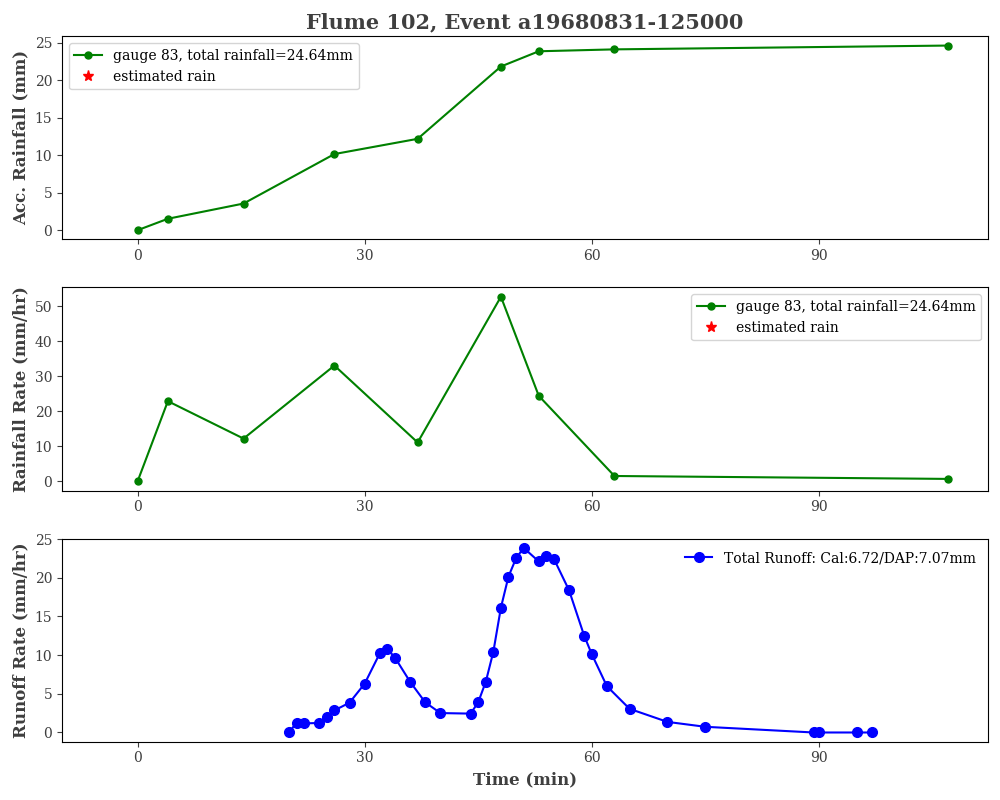 Flume 102, Event a19680831-125000
Acc. Rainfall (mm)
25
20
15
10
5
0
gauge 83, total rainfall=24.64mm
estimated rain
0 30 60 90
Rainfall Rate (mm/hr)
50
40
30
20
10
0
gauge 83, total rainfall=24.64mm
estimated rain
0 30 60 90
Runoff Rate (mm/hr)
25
20
15
10
5
0
Total Runoff: Cal:6.72/DAP:7.07mm
0 30 60 90
Time (min)